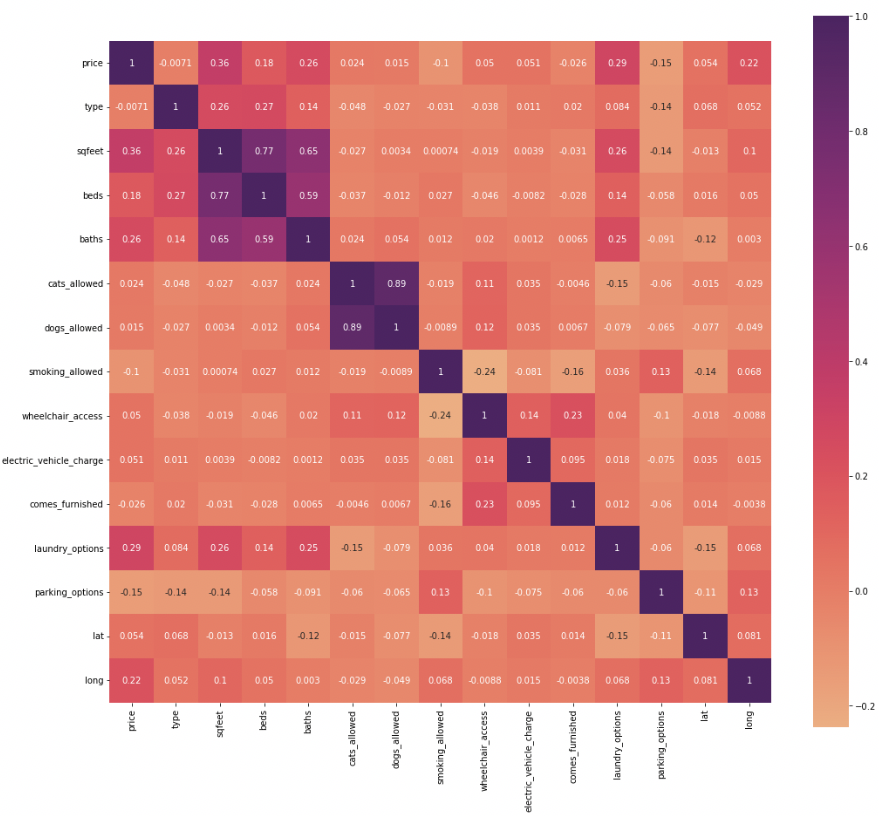 1.0
price 1 -0.0071 0.36 0.18 0.26 0.024 0.015 -0.1 0.05 0.051 -0.026 0.29 -0.15 0.054 0.22
type -0.0071 1 0.26 0.27 0.14 -0.048 -0.027 -0.031 -0.038 0.011 0.02 0.084 -0.14 0.068 0.052
0.8
sqfeet 0.36 0.26 1 0.77 0.65 -0.027 0.0034 0.00074 -0.019 0.0039 -0.031 0.26 -0.14 -0.013 0.1
beds 0.18 0.27 0.77 1 0.59 -0.037 -0.012 0.027 -0.046 -0.0082 -0.028 0.14 -0.058 0.016 0.05
baths 0.26 0.14 0.65 0.59 1 0.024 0.054 0.012 0.02 0.0012 0.0065 0.25 -0.091 -0.12 0.003
0.6
cats_allowed 0.024 -0.048 -0.027 -0.037 0.024 1 0.89 -0.019 0.11 0.035 -0.0046 -0.15 -0.06 -0.015 -0.029
dogs_allowed 0.015 -0.027 0.0034 -0.012 0.054 0.89 1 -0.0089 0.12 0.035 0.0067 -0.079 -0.065 -0.077 -0.049
0.4
smoking_allowed -0.1 -0.031 0.00074 0.027 0.012 -0.019 -0.0089 1 -0.24 -0.081 -0.16 0.036 0.13 -0.14 0.068
wheelchair_access 0.05 -0.038 -0.019 -0.046 0.02 0.11 0.12 -0.24 1 0.14 0.23 0.04 -0.1 -0.018 -0.0088
electric_vehicle_charge 0.051 0.011 0.0039 -0.0082 0.0012 0.035 0.035 -0.081 0.14 1 0.095 0.018 -0.075 0.035 0.015
0.2
comes_furnished -0.026 0.02 -0.031 -0.028 0.0065 -0.0046 0.0067 -0.16 0.23 0.095 1 0.012 -0.06 0.014 -0.0038
laundry_options 0.29 0.084 0.26 0.14 0.25 -0.15 -0.079 0.036 0.04 0.018 0.012 1 -0.06 -0.15 0.068
parking_options -0.15 -0.14 -0.14 -0.058 -0.091 -0.06 -0.065 0.13 -0.1 -0.075 -0.06 -0.06 1 -0.11 0.13
0.0
lat 0.054 0.068 -0.013 0.016 -0.12 -0.015 -0.077 -0.14 -0.018 0.035 0.014 -0.15 -0.11 1 0.081
long 0.22 0.052 0.1 0.05 0.003 -0.029 -0.049 0.068 -0.0088 0.015 -0.0038 0.068 0.13 0.081 1
−0.2
price
type
sqfeet
beds
baths
cats_allowed
dogs_allowed
smoking_allowed
wheelchair_access
electric_vehicle_charge
comes_furnished
laundry_options
parking_options
lat
long